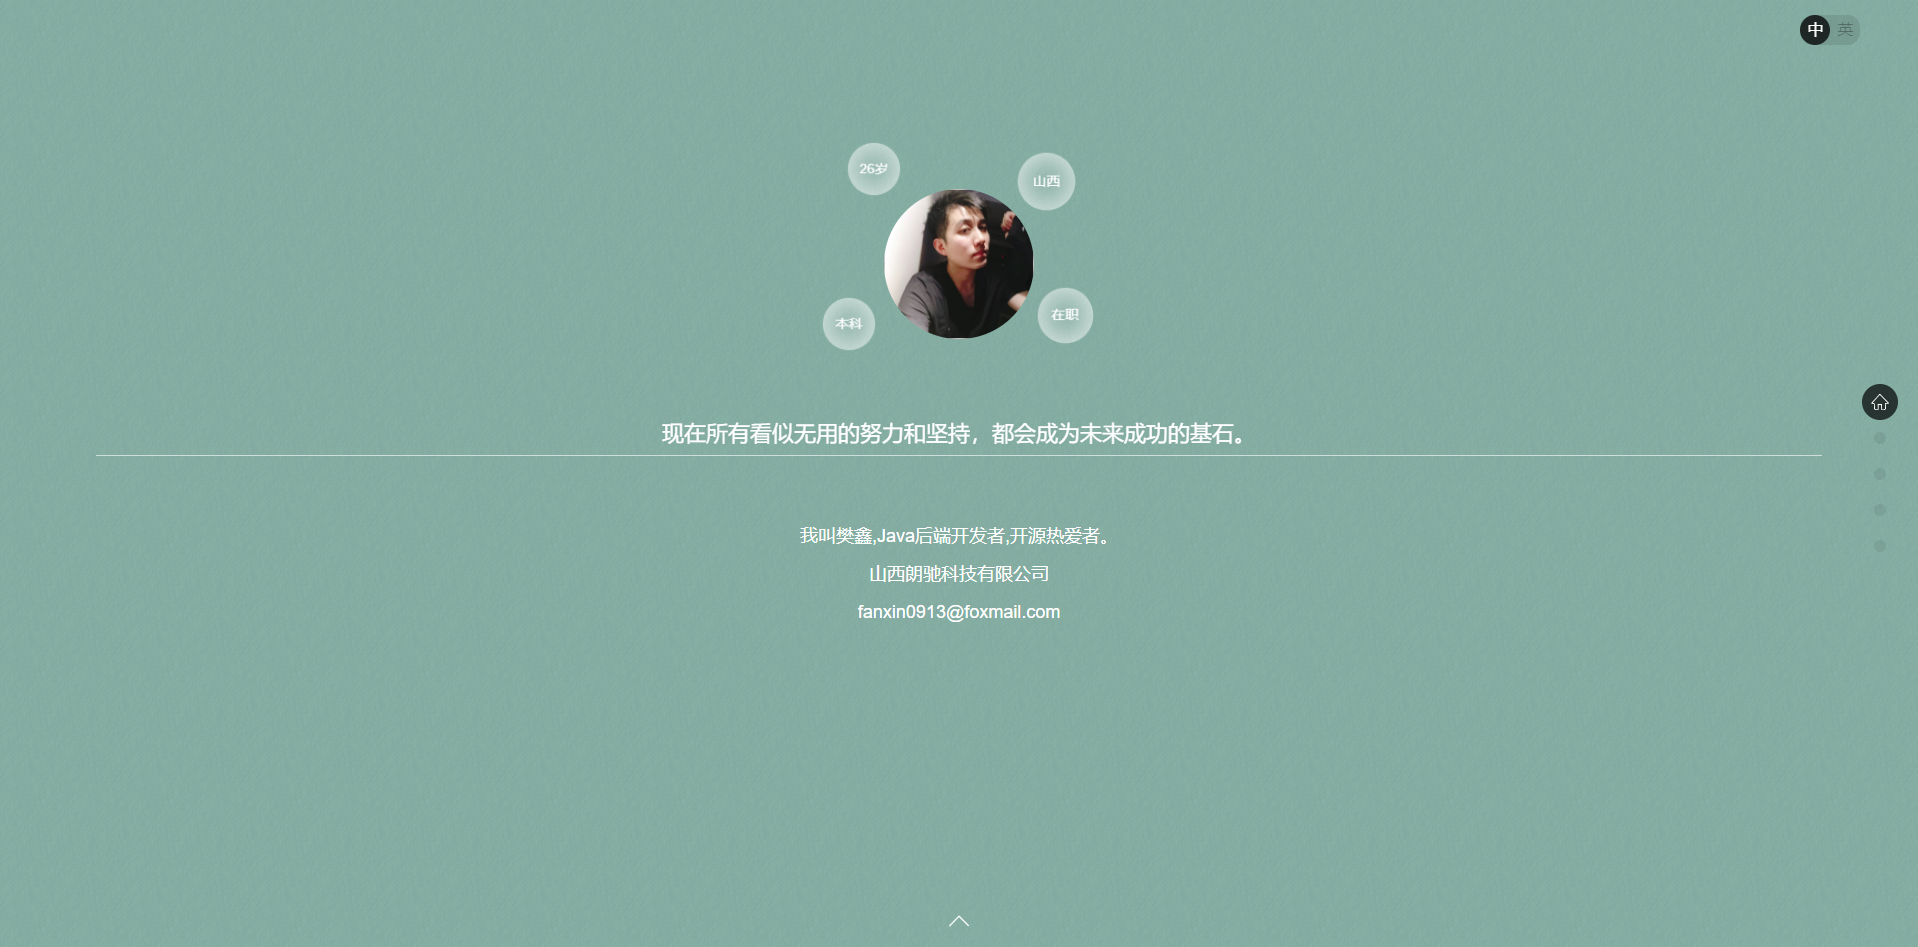 中 英
26岁
山西
本科
在职
现在所有看似无用的努力和坚持，都会成为未来成功的基石。
我叫樊鑫,Java后端开发者,开源热爱者。
山西朗驰科技有限公司
fanxin0913@foxmail.com